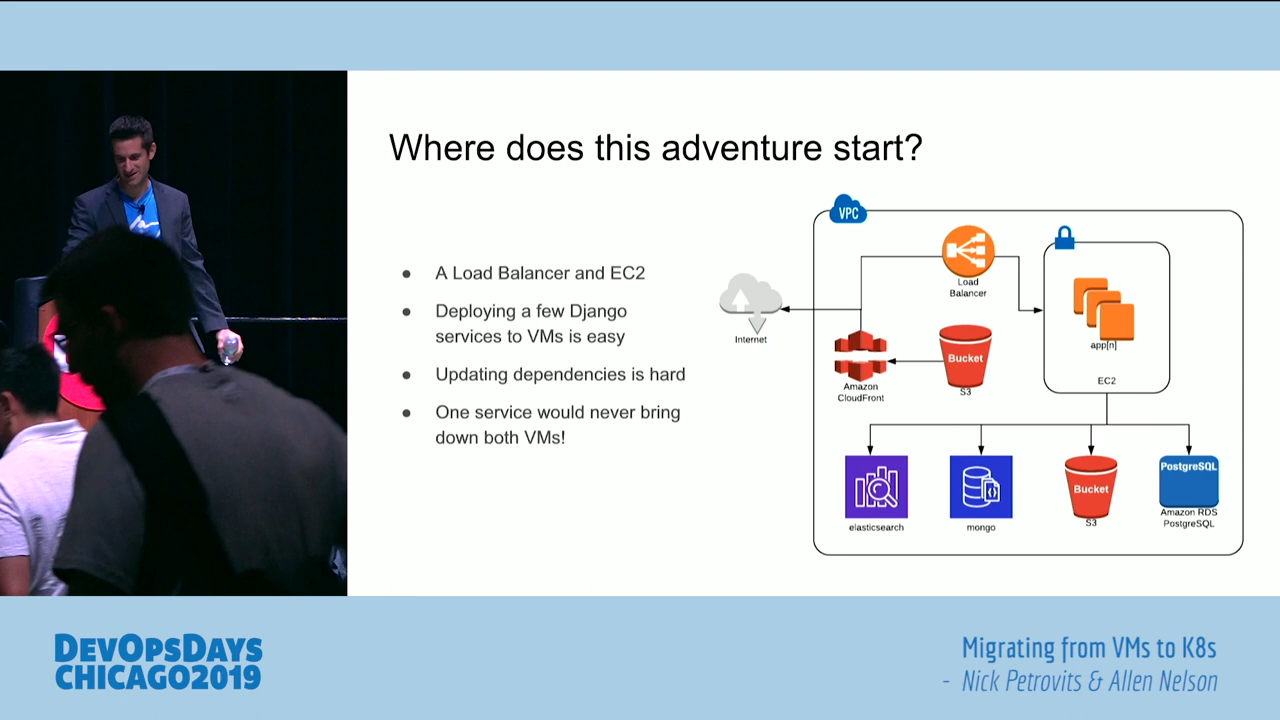 Where does this adventure start?
A Load Balancer and EC2
Deploying a few Django
services to VMs is easy
Updating dependencies is hard
One service would never bring
down both VMs!
VPC
Load
Balancer
Internet
Amazon
CloudFront
Bucket
S3
app[n]
EC2
elasticsearch
mongo
Bucket
S3
PostgreSQL
Amazon RDS
PostgreSQL
DEVOPSDAYS
CHICAGO2019
Migrating from VMs to K8s
- Nick Petrovits & Allen Nelson